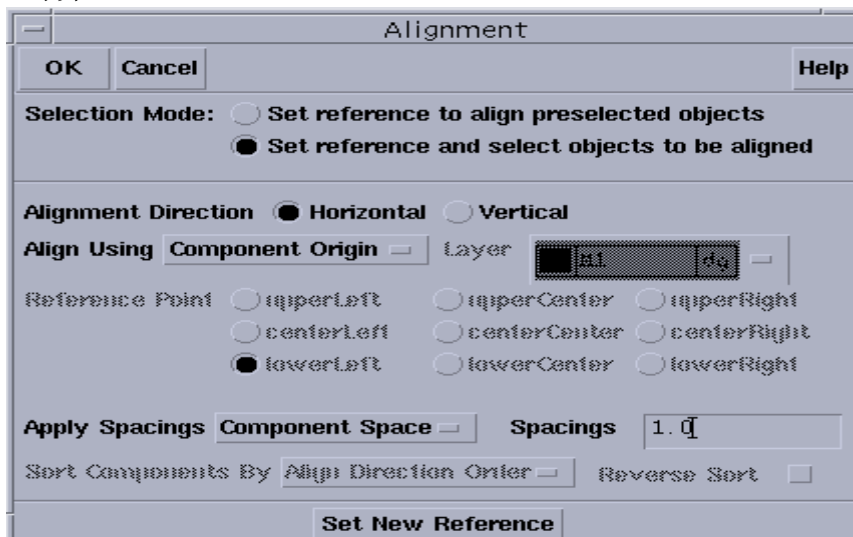 Alignment
OK Cancel Help
Selection Mode: Set reference to align preselected objects
Set reference and select objects to be aligned
Alignment Direction Horizontal Vertical
Align Using Component Origin Layer M1 dg
Reference Point upperLeft upperCenter upperRight
centerLeft centerCenter centerRight
lowerLeft lowerCenter lowerRight
Apply Spacings Component Space Spacings 1.0
Sort Components By Align Direction Order Reverse Sort
Set New Reference